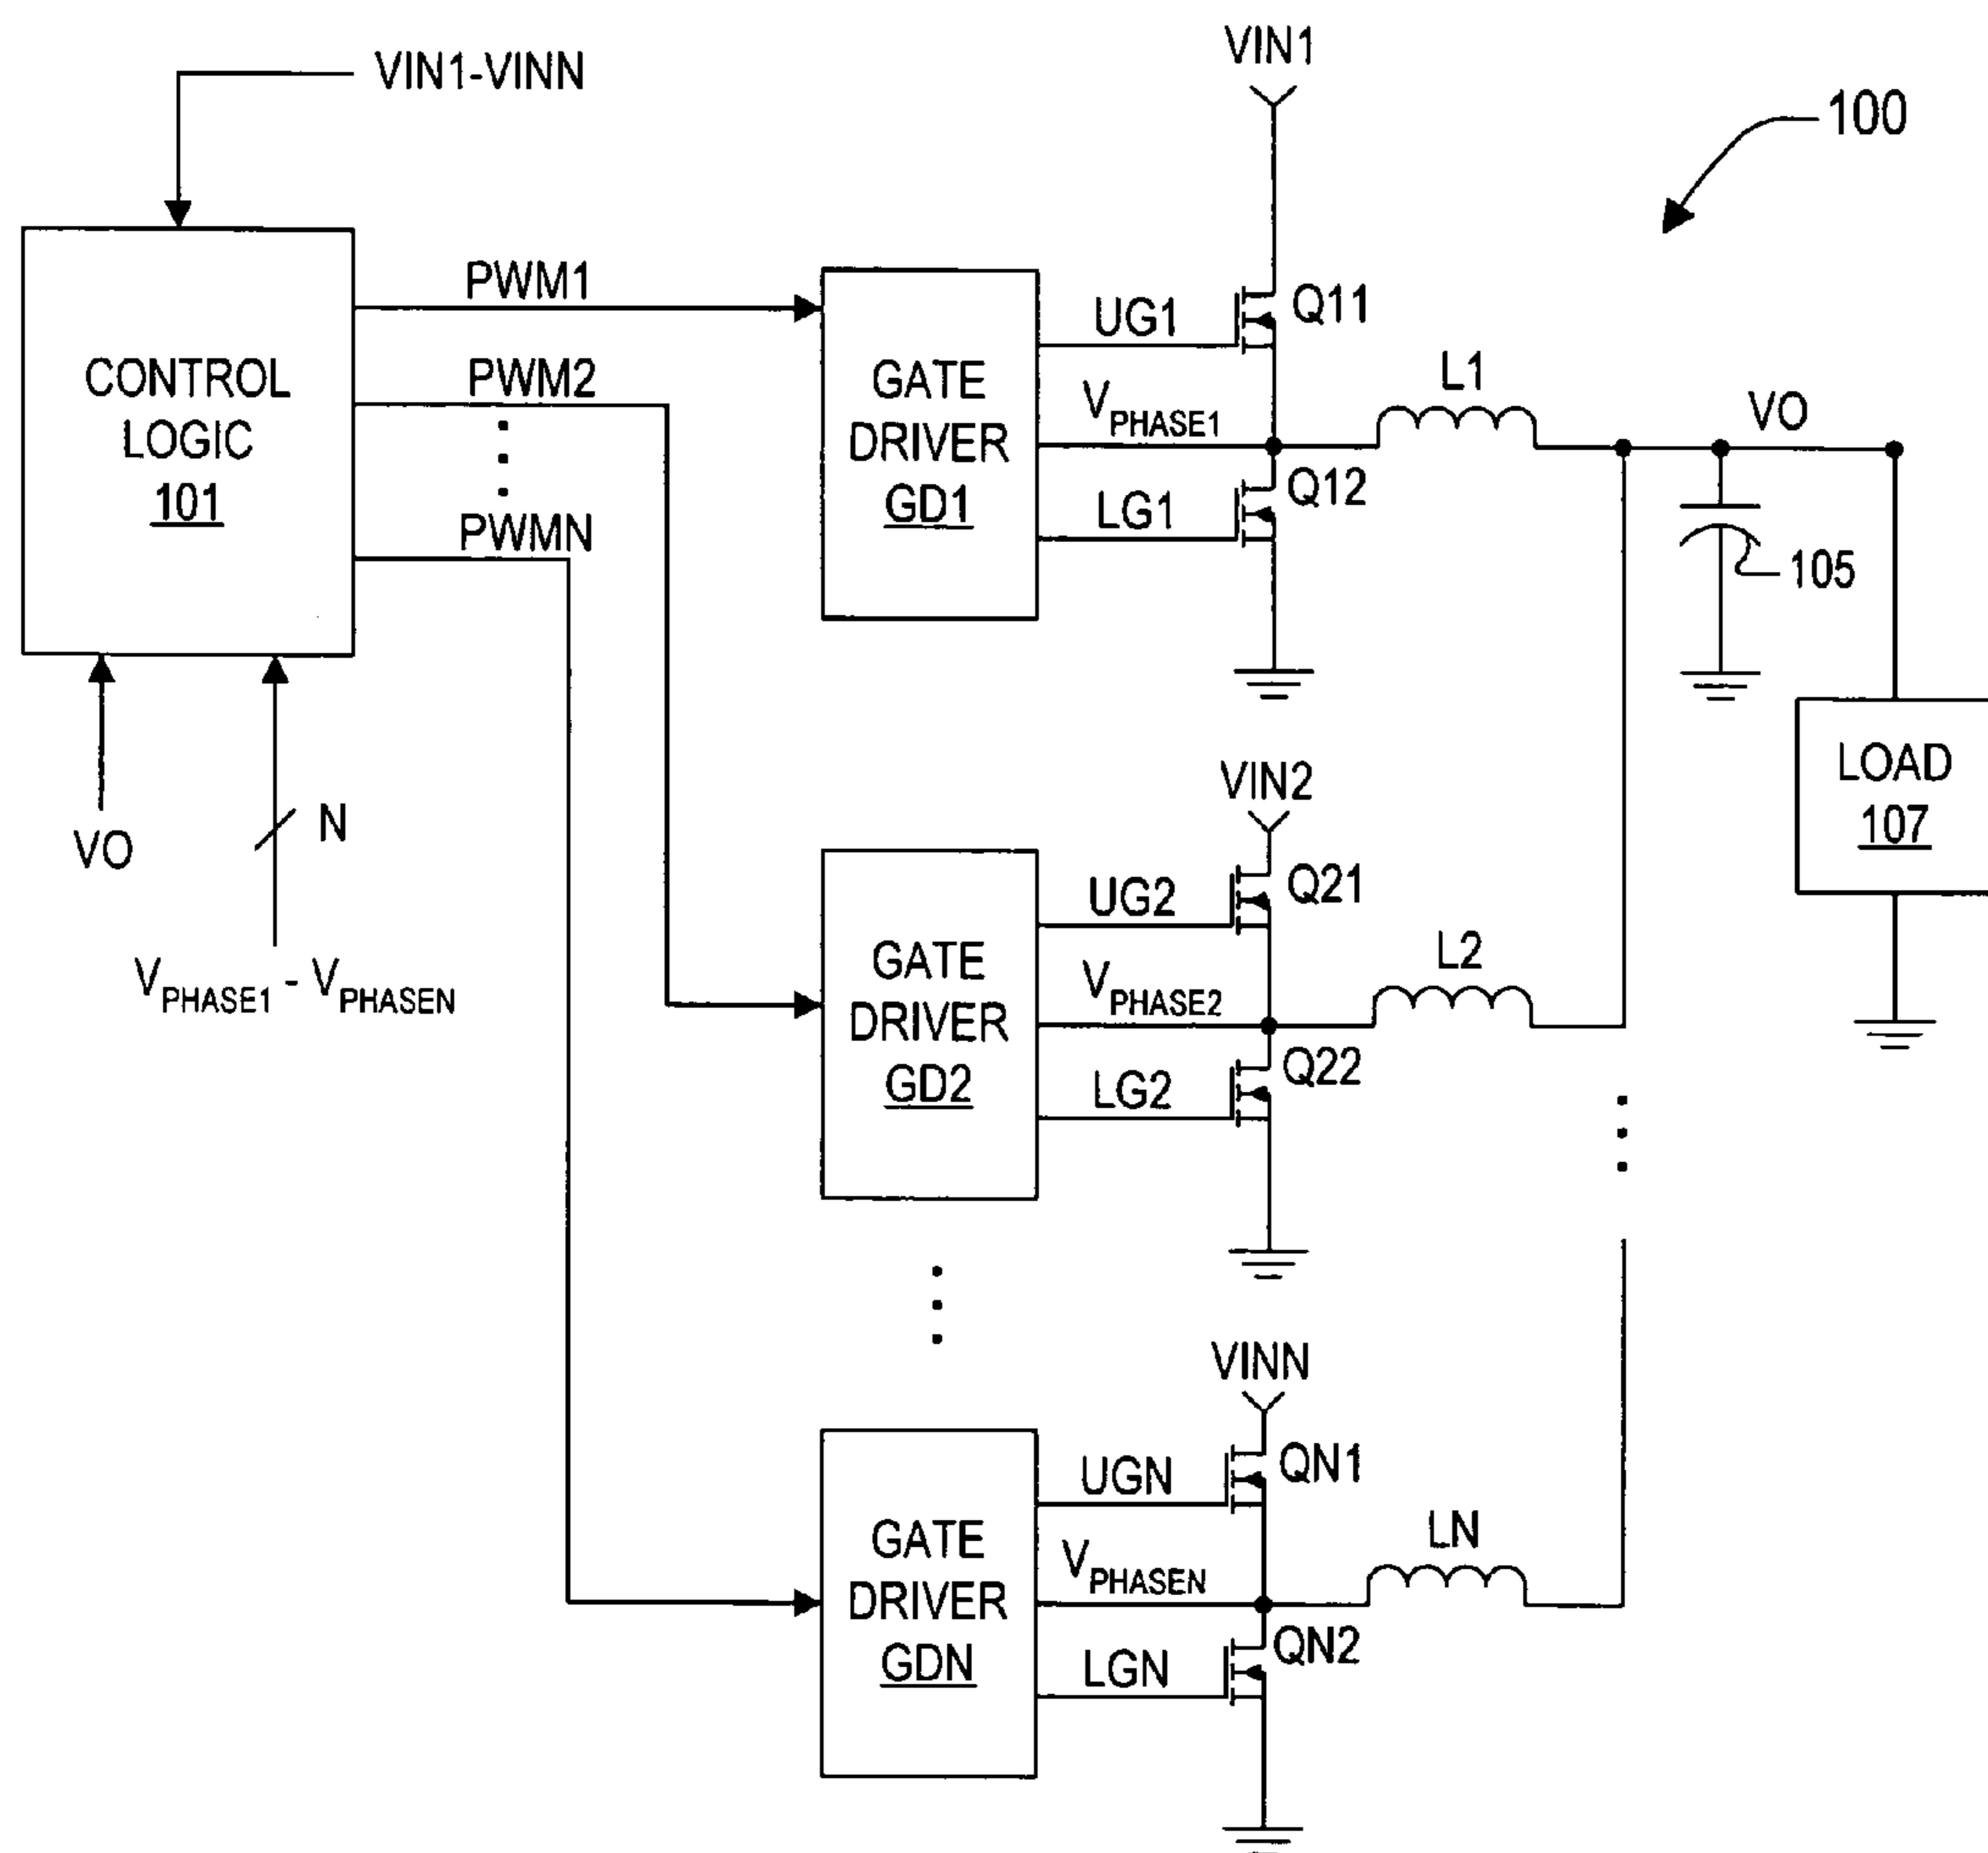 VIN1-VINN
VIN1
100
CONTROL
LOGIC
101
PWM1
PWM2
PWMN
VO
N
VPHASE1 - VPHASEN
GATE
DRIVER
GD1
UG1
VPHASE1
LG1
Q11
Q12
L1
VO
105
LOAD
107
VIN2
GATE
DRIVER
GD2
UG2
VPHASE2
LG2
Q21
Q22
L2
VINN
GATE
DRIVER
GDN
UGN
VPHASEN
LGN
QN1
QN2
LN